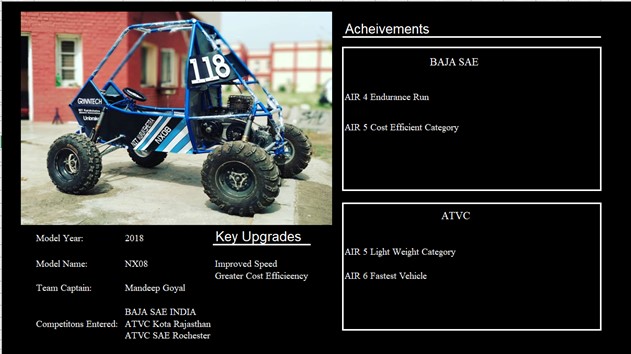 Acheivements
BAJA SAE
AIR 4 Endurance Run
AIR 5 Cost Efficient Category
ATVC
AIR 5 Light Weight Category
AIR 6 Fastest Vehicle
118
GRINNTECH
Umbrako
NX08
Key Upgrades
Improved Speed
Greater Cost Efficieency
Model Year: 2018
Model Name: NX08
Team Captain: Mandeep Goyal
Competitons Entered: BAJA SAE INDIA
ATVC Kota Rajasthan
ATVC SAE Rochester